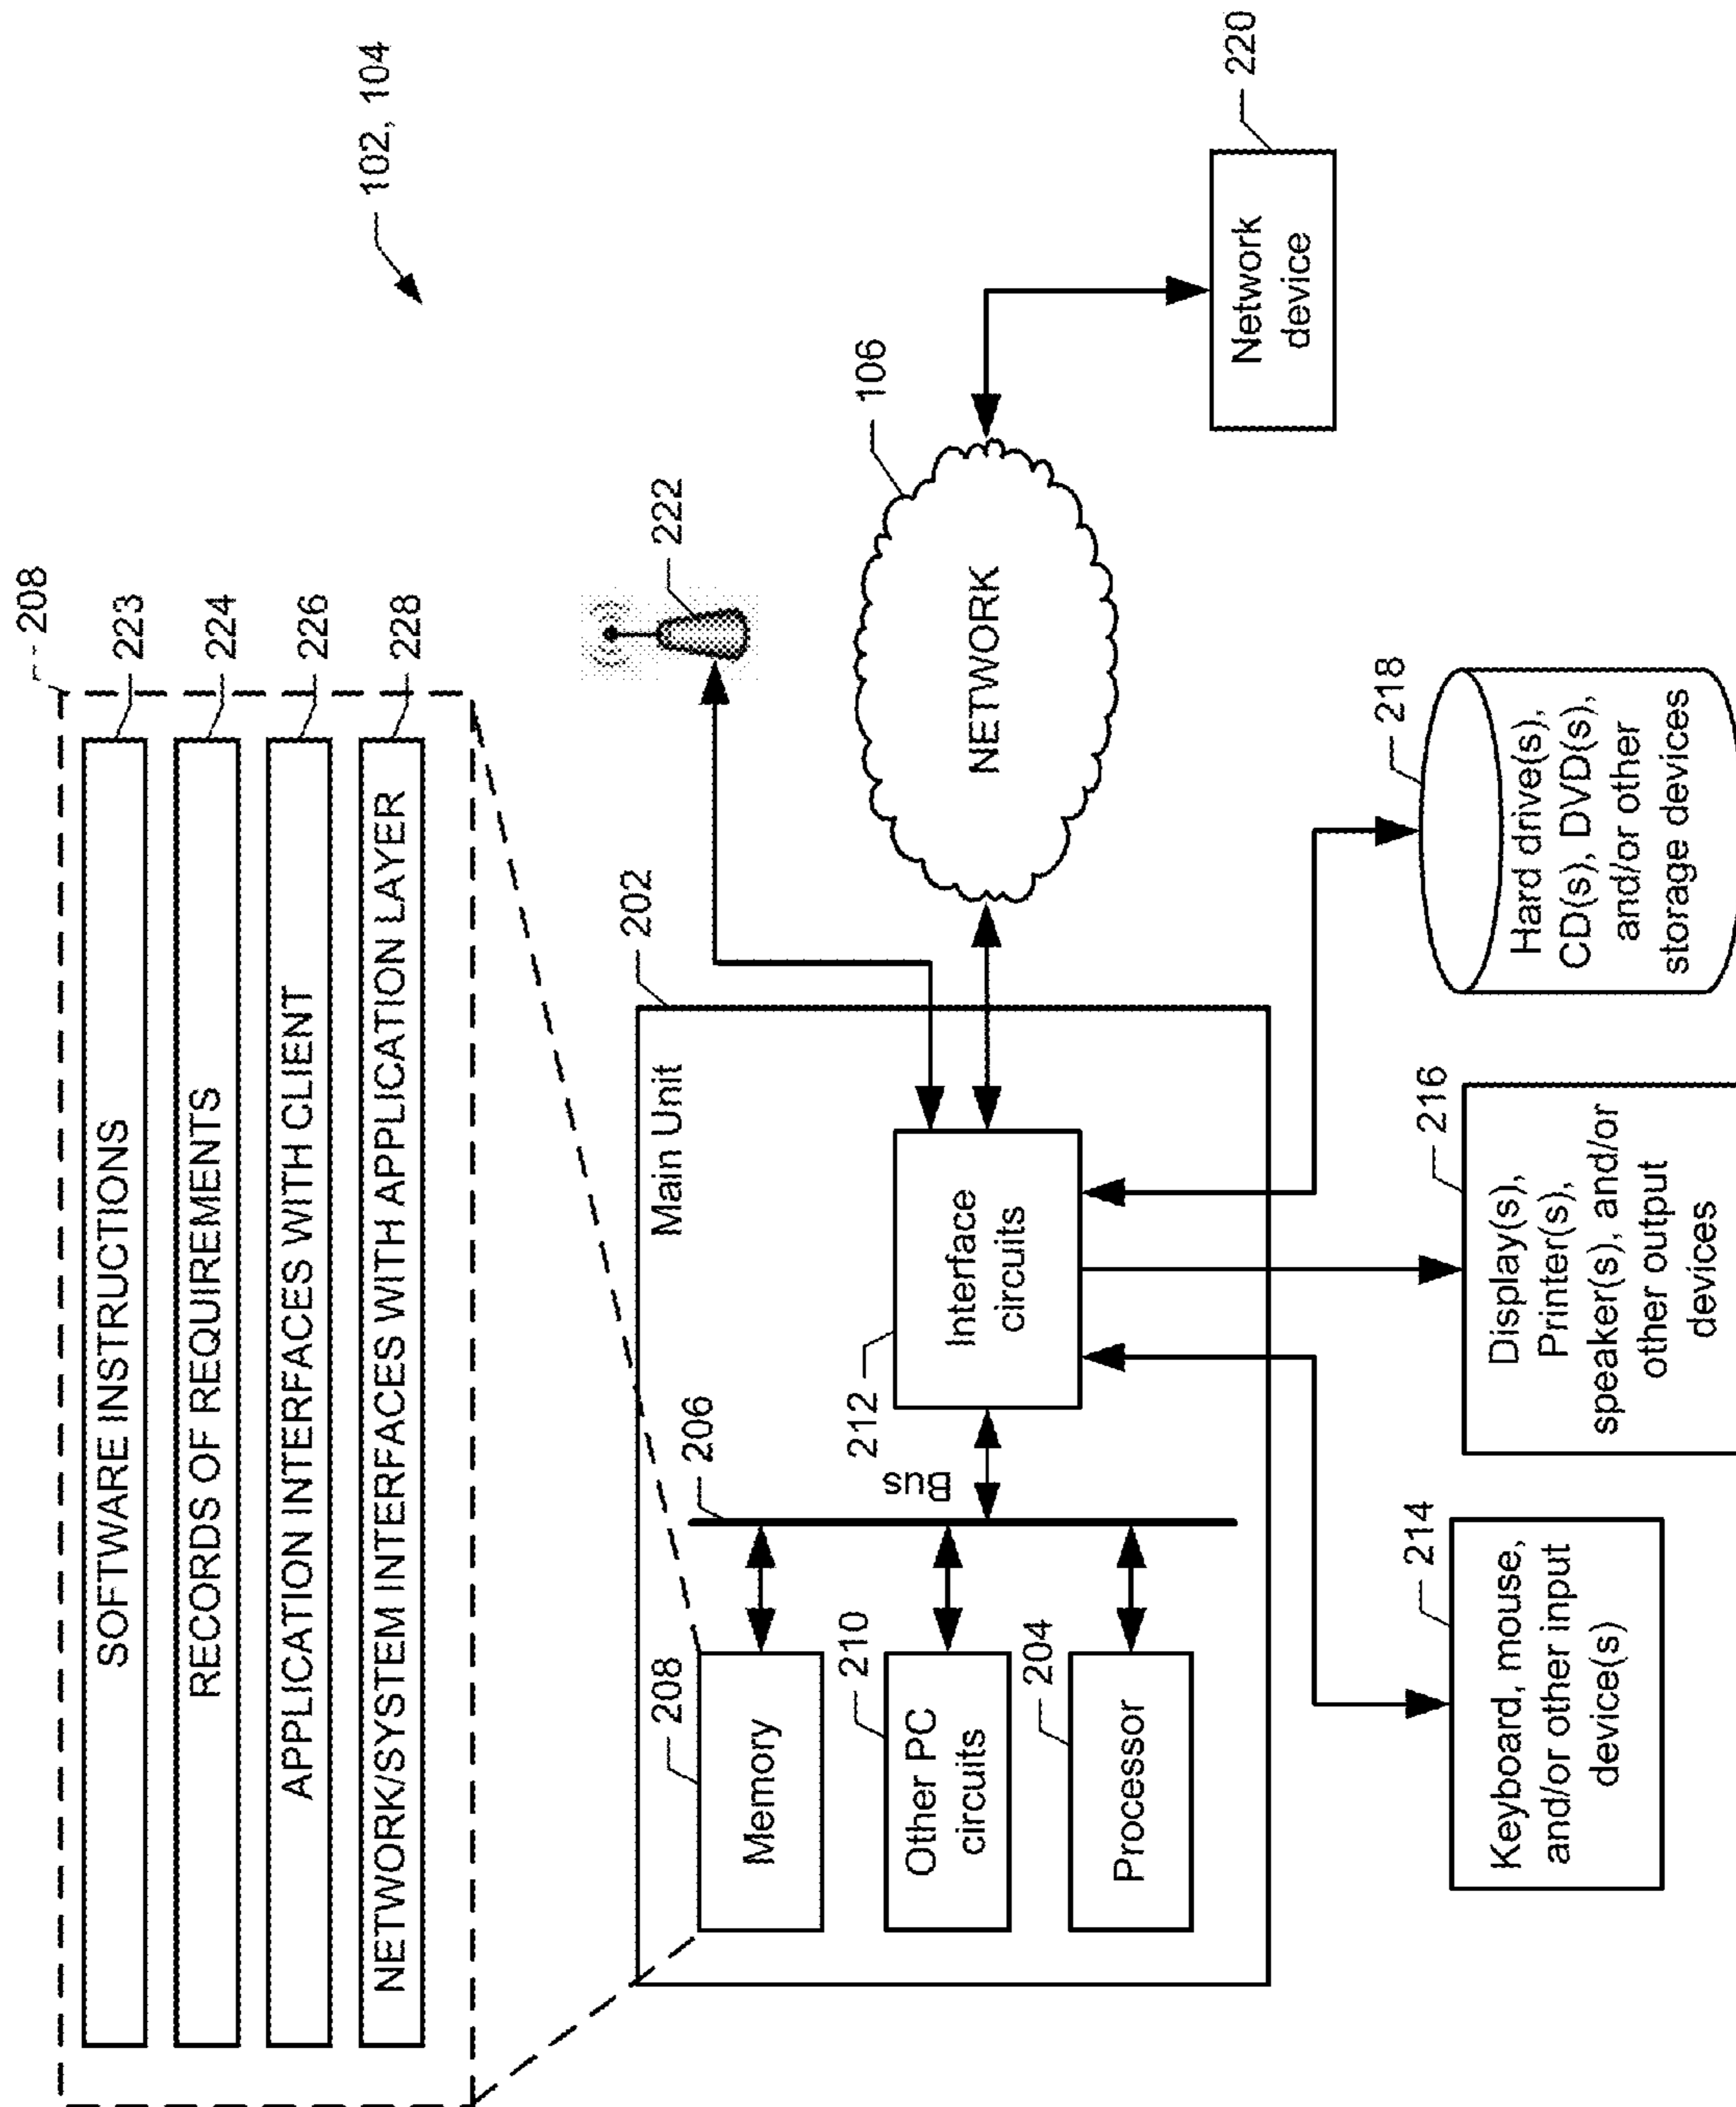 208
SOFTWARE INSTRUCTIONS
223
RECORDS OF REQUIREMENTS
224
APPLICATION INTERFACES WITH CLIENT
226
NETWORK/SYSTEM INTERFACES WITH APPLICATION LAYER
228
102, 104
222
202
Main Unit
208
Memory
206
Bus
210
Other PC
circuits
204
Processor
212
Interface
circuits
106
NETWORK
220
Network
device
214
Keyboard, mouse,
and/or other input
device(s)
216
Display(s),
Printer(s),
speaker(s), and/or
other output
devices
218
Hard drive(s),
CD(s), DVD(s),
and/or other
storage devices